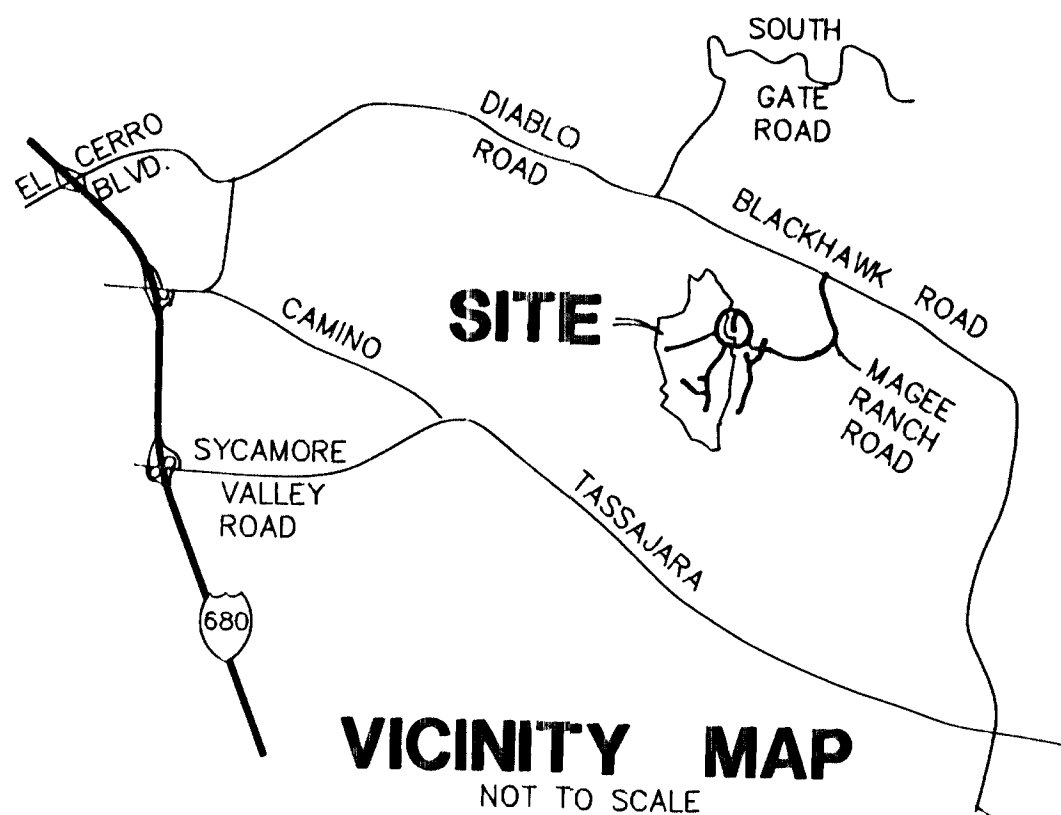 SOUTH
GATE
ROAD
DIABLO
ROAD
EL CERRO
BLVD.
BLACKHAWK ROAD
SITE
CAMINO
MAGEE
RANCH
ROAD
SYCAMORE
VALLEY
ROAD
TASSAJARA
680
VICINITY MAP
NOT TO SCALE